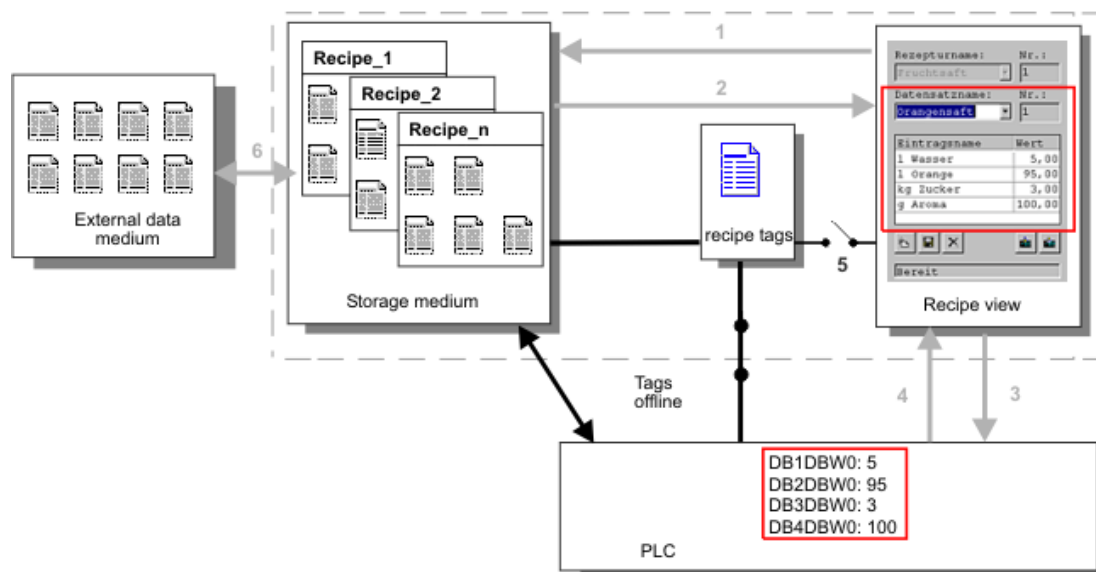 External data
medium
6
Recipe_1
Recipe_2
Recipe_n
Storage medium
1
2
recipe tags
5
Rezepturname:
Nr.:
Fruchtsaft
1
Datensatzname:
Nr.:
Orangensaft
1
Eintragsname
Wert
l Wasser
5,00
l Orange
95,00
kg Zucker
3,00
g Aroma
100,00
Bereit
Recipe view
Tags
offline
4
3
DB1DBW0: 5
DB2DBW0: 95
DB3DBW0: 3
DB4DBW0: 100
PLC